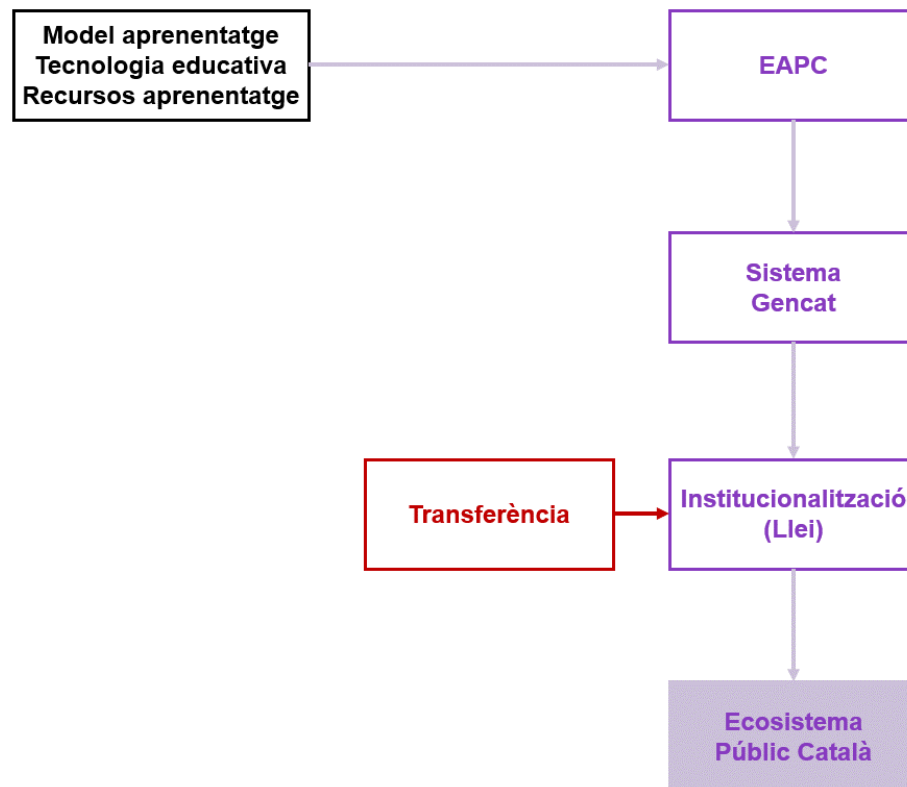 Model aprenentatge
Tecnologia educativa
Recursos aprenentatge
EAPC
Sistema
Gencat
Transferència
Institucionalització
(Llei)
Ecosistema
Públic Català